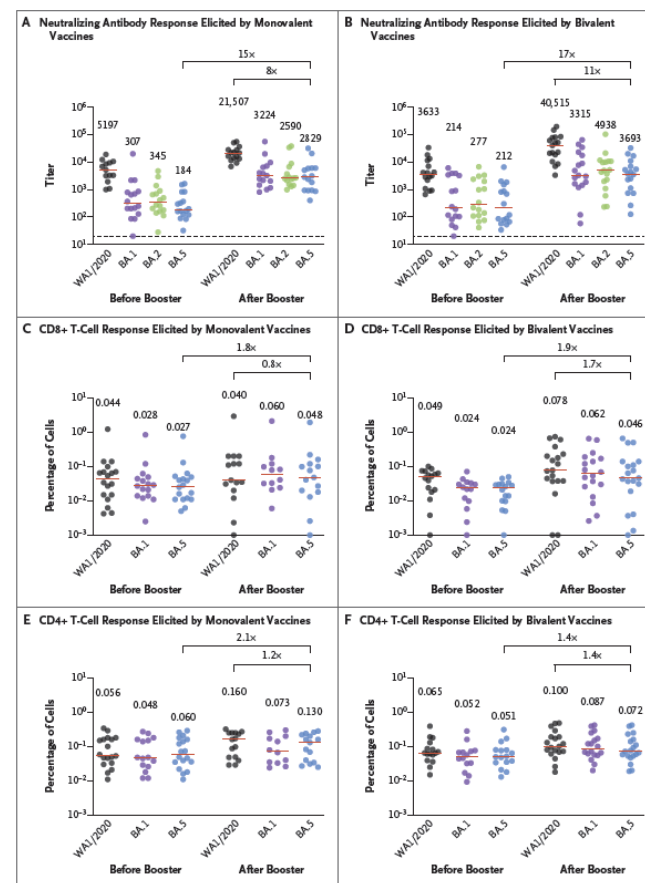 A Neutralizing Antibody Response Elicited by Monovalent
Vaccines
15×
8×
Titer
10⁶
10⁵
10⁴
10³
10²
10¹
5197
307
345
184
21,507
3224
2590
2829
WA1/2020
BA.1
BA.2
BA.5
WA1/2020
BA.1
BA.2
BA.5
Before Booster
After Booster
B Neutralizing Antibody Response Elicited by Bivalent
Vaccines
17×
11×
Titer
10⁶
10⁵
10⁴
10³
10²
10¹
3633
214
277
212
40,515
3315
4938
3693
WA1/2020
BA.1
BA.2
BA.5
WA1/2020
BA.1
BA.2
BA.5
Before Booster
After Booster
C CD8+ T-Cell Response Elicited by Monovalent Vaccines
1.8×
0.8×
Percentage of Cells
10¹
10⁰
10⁻¹
10⁻²
10⁻³
0.044
0.028
0.027
0.040
0.060
0.048
WA1/2020
BA.1
BA.5
WA1/2020
BA.1
BA.5
Before Booster
After Booster
D CD8+ T-Cell Response Elicited by Bivalent Vaccines
1.9×
1.7×
Percentage of Cells
10¹
10⁰
10⁻¹
10⁻²
10⁻³
0.049
0.024
0.024
0.078
0.062
0.046
WA1/2020
BA.1
BA.5
WA1/2020
BA.1
BA.5
Before Booster
After Booster
E CD4+ T-Cell Response Elicited by Monovalent Vaccines
2.1×
1.2×
Percentage of Cells
10¹
10⁰
10⁻¹
10⁻²
10⁻³
0.056
0.048
0.060
0.160
0.073
0.130
WA1/2020
BA.1
BA.5
WA1/2020
BA.1
BA.5
Before Booster
After Booster
F CD4+ T-Cell Response Elicited by Bivalent Vaccines
1.4×
1.4×
Percentage of Cells
10¹
10⁰
10⁻¹
10⁻²
10⁻³
0.065
0.052
0.051
0.100
0.087
0.072
WA1/2020
BA.1
BA.5
WA1/2020
BA.1
BA.5
Before Booster
After Booster